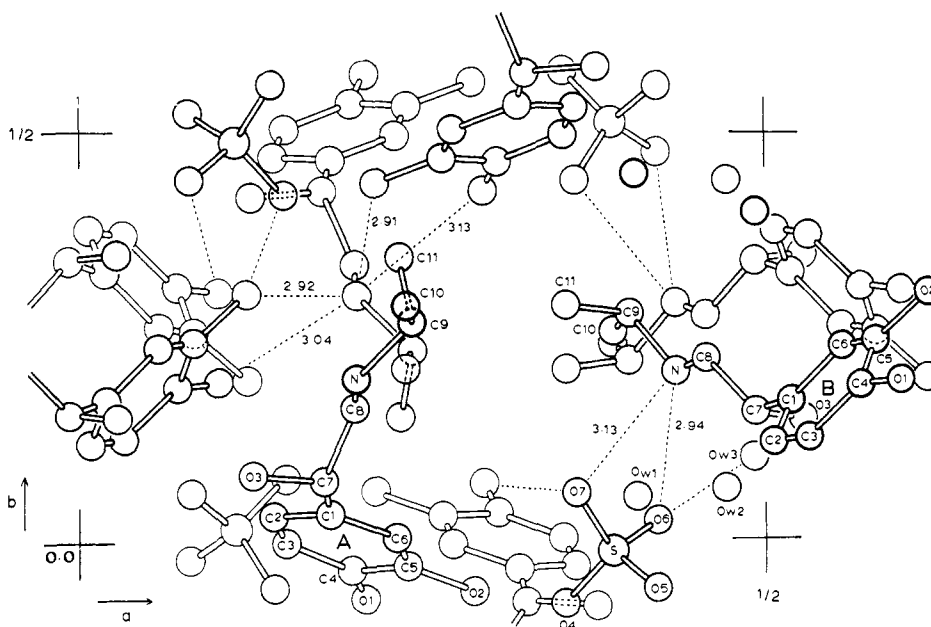 1/2
2.91
3.13
C11
C10
2.92
C9
3.04
N
C8
C11
C9
C10
N
C8
C6
C5
O2
C7
C1
C4
O1
B
O3
C2
C3
3.13
2.94
Ow3
Ow1
Ow2
O3
C7
O7
O6
C2
C1
A
C3
C6
C4
C5
S
O1
O2
O5
O4
b
0.0
a
1/2